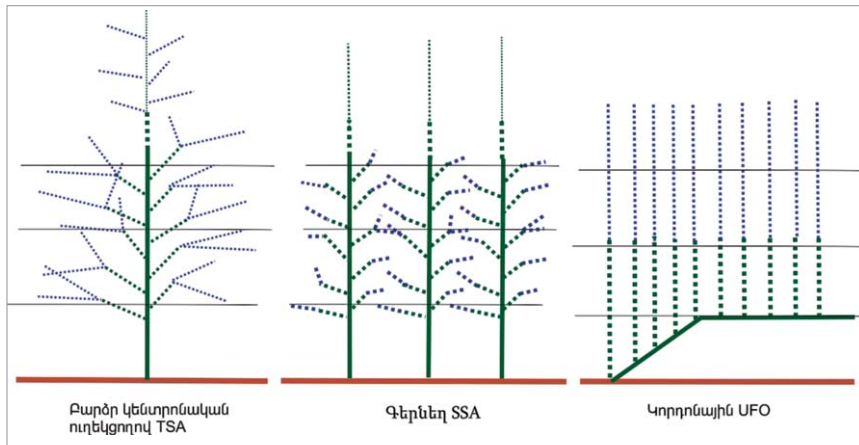 Բարձր կենտրոնական
ուղեկցողով TSA
Գերնեղ SSA
Կորդոնային UFO